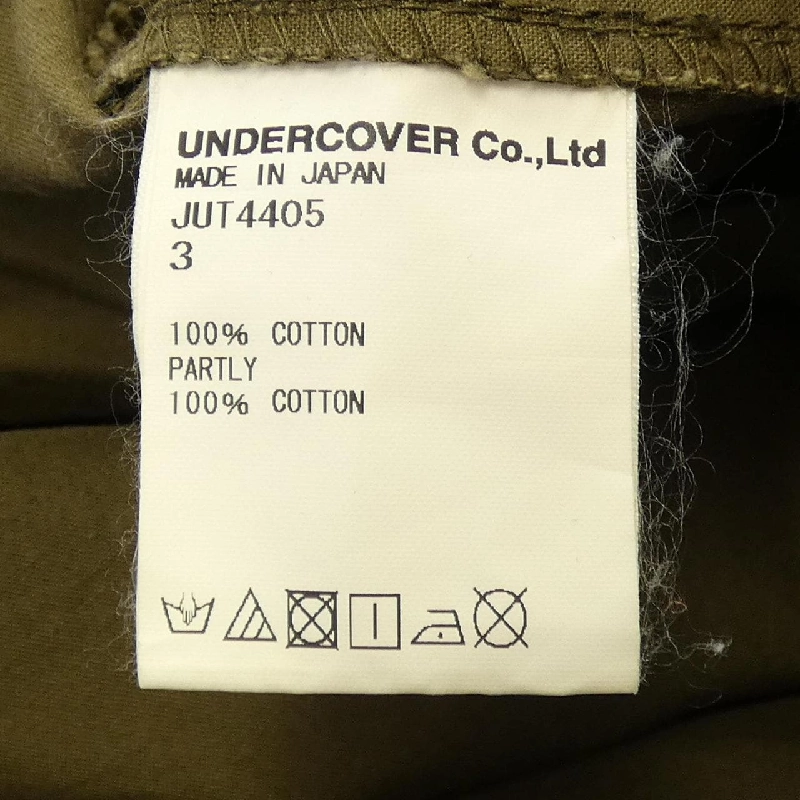 UNDERCOVER Co.,Ltd
MADE IN JAPAN
JUT4405
3
100% COTTON
PARTLY
100% COTTON